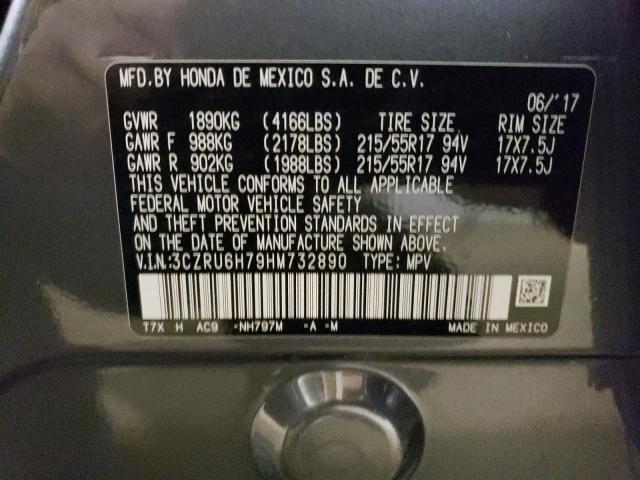 MFD.BY HONDA DE MEXICO S.A. DE C.V.
06/'17
GVWR 1890KG (4166LBS) TIRE SIZE RIM SIZE
GAWR F 988KG (2178LBS) 215/55R17 94V 17X7.5J
GAWR R 902KG (1988LBS) 215/55R17 94V 17X7.5J
THIS VEHICLE CONFORMS TO ALL APPLICABLE
FEDERAL MOTOR VEHICLE SAFETY
AND THEFT PREVENTION STANDARDS IN EFFECT
ON THE DATE OF MANUFACTURE SHOWN ABOVE.
V.I.N.:3CZRU6H79HM732890 TYPE: MPV
T7X H AC9 =NH797M =A =M MADE IN MEXICO